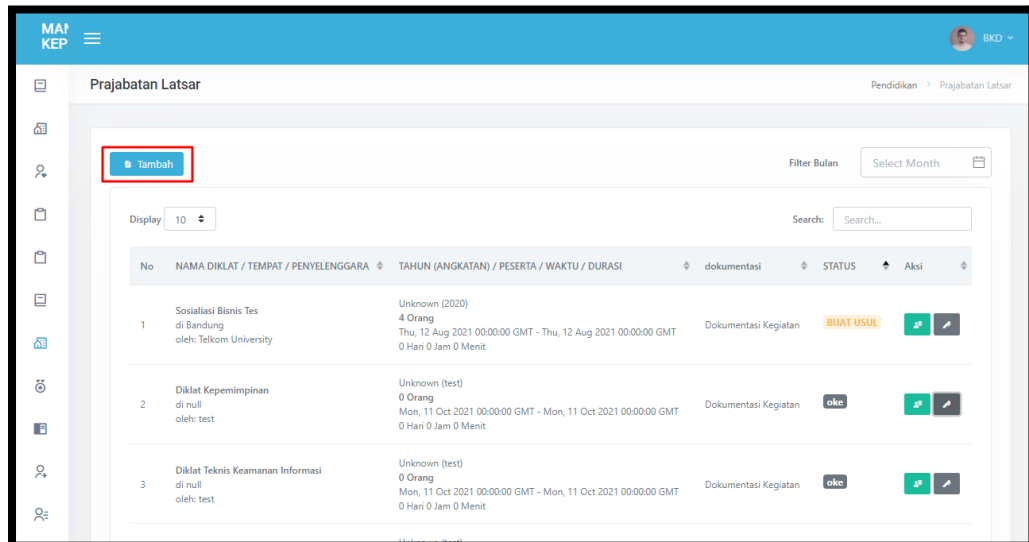 MAN
KEP
BKD
Prajabatan Latsar
Pendidikan > Prajabatan Latsar
Tambah
Filter Bulan
Select Month
Display 10
Search: Search...
No NAMA DIKLAT / TEMPAT / PENYELENGGARA TAHUN (ANGKATAN) / PESERTA / WAKTU / DURASI dokumentasi STATUS Aksi
1
Sosialiasi Bisnis Tes
di Bandung
oleh: Telkom University
Unknown (2020)
4 Orang
Thu, 12 Aug 2021 00:00:00 GMT - Thu, 12 Aug 2021 00:00:00 GMT
0 Hari 0 Jam 0 Menit
Dokumentasi Kegiatan
BUAT USUL
2
Diklat Kepemimpinan
di null
oleh: test
Unknown (test)
0 Orang
Mon, 11 Oct 2021 00:00:00 GMT - Mon, 11 Oct 2021 00:00:00 GMT
0 Hari 0 Jam 0 Menit
Dokumentasi Kegiatan
oke
3
Diklat Teknis Keamanan Informasi
di null
oleh: test
Unknown (test)
0 Orang
Mon, 11 Oct 2021 00:00:00 GMT - Mon, 11 Oct 2021 00:00:00 GMT
0 Hari 0 Jam 0 Menit
Dokumentasi Kegiatan
oke